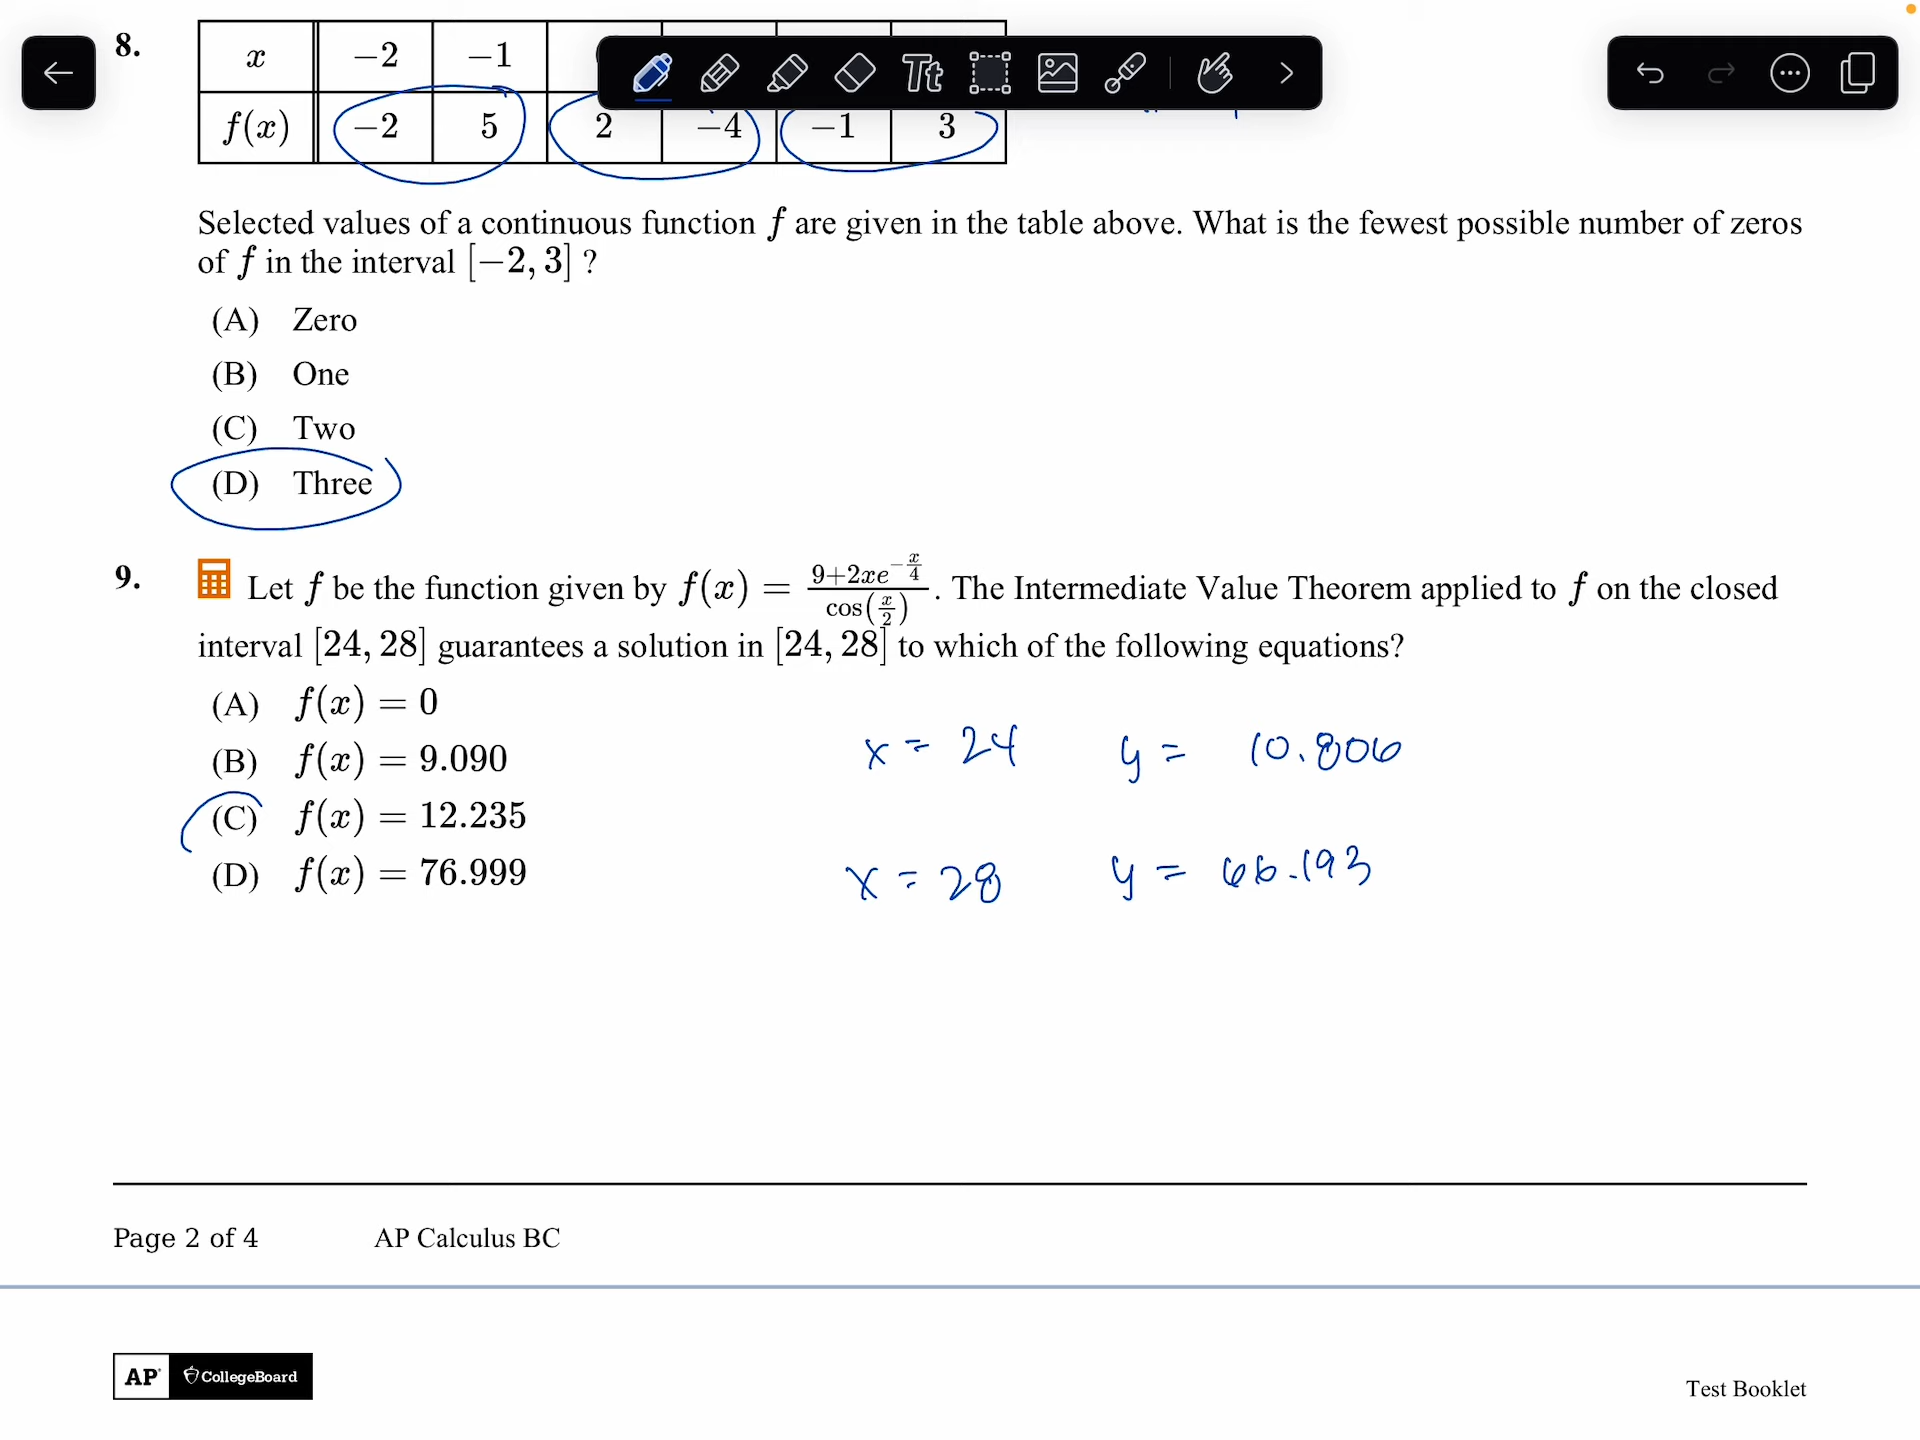 8.
x −2 −1
Tt
f(x) −2 5 2 −4 −1 3
Selected values of a continuous function f are given in the table above. What is the fewest possible number of zeros
of f in the interval [−2, 3] ?
(A) Zero
(B) One
(C) Two
(D) Three
9. Let f be the function given by f(x) = \frac{9+2xe^{-\frac{x}{4}}}{\cos(\frac{x}{2})}. The Intermediate Value Theorem applied to f on the closed
interval [24, 28] guarantees a solution in [24, 28] to which of the following equations?
(A) f(x) = 0
(B) f(x) = 9.090
(C) f(x) = 12.235
(D) f(x) = 76.999
x = 24 y = 10.806
x = 28 y = 66.193
Page 2 of 4 AP Calculus BC
AP CollegeBoard
Test Booklet